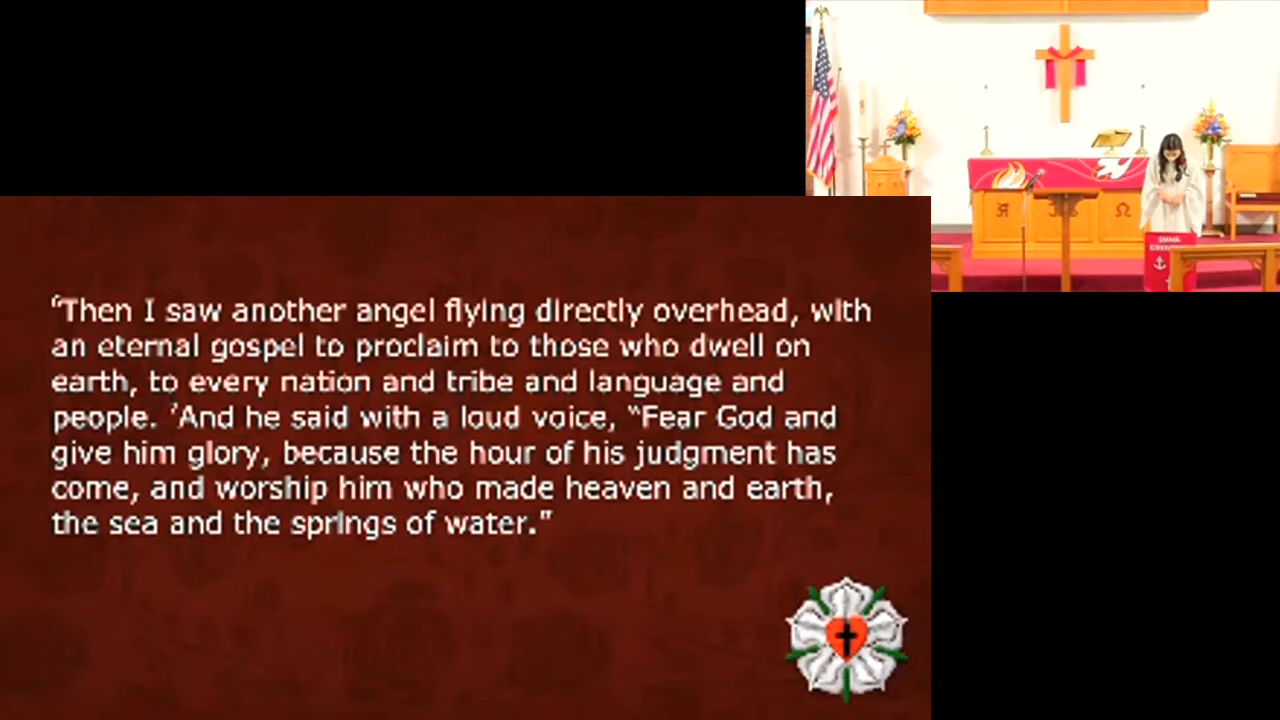 ⁶Then I saw another angel flying directly overhead, with
an eternal gospel to proclaim to those who dwell on
earth, to every nation and tribe and language and
people. ⁷And he said with a loud voice, “Fear God and
give him glory, because the hour of his judgment has
come, and worship him who made heaven and earth,
the sea and the springs of water.”
Ω
EMMA